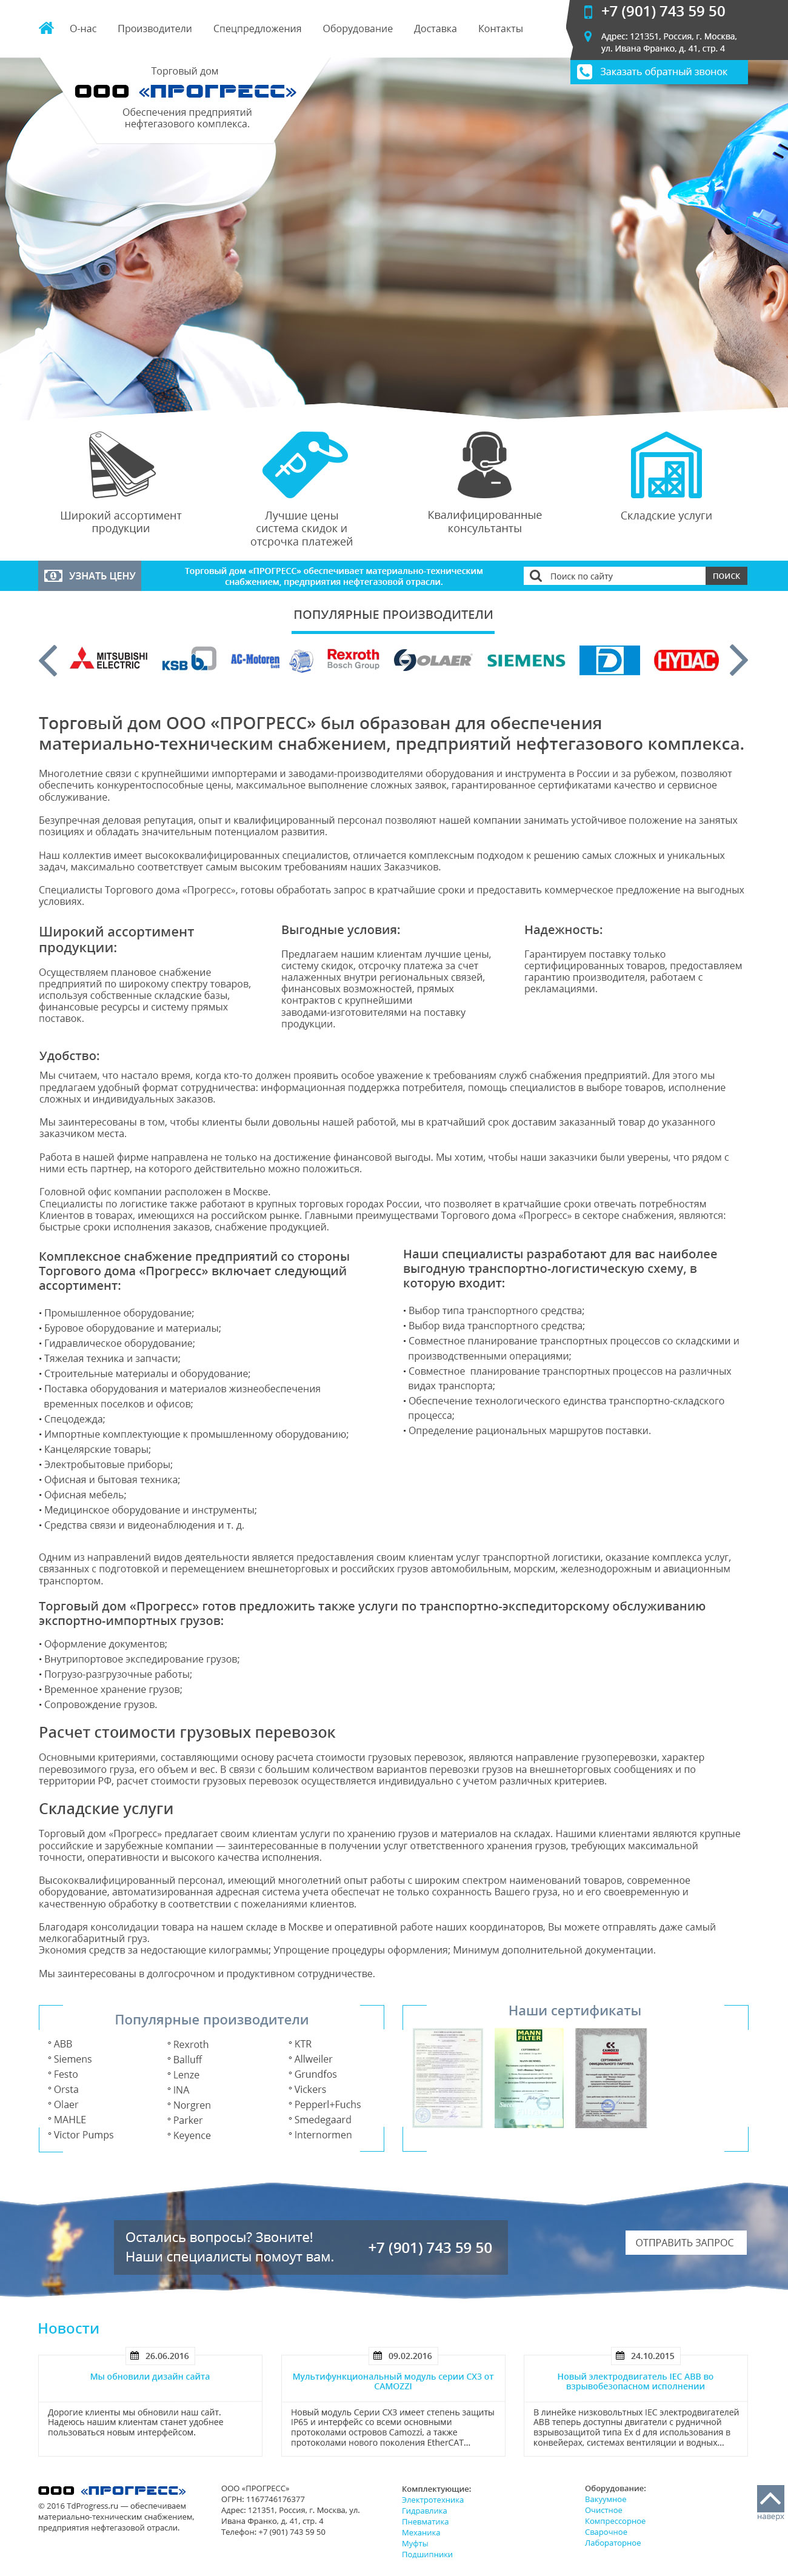 О-нас Производители Спецпредложения Оборудование Доставка Контакты
+7 (901) 743 59 50
Адрес: 121351, Россия, г. Москва,
ул. Ивана Франко, д. 41, стр. 4
Заказать обратный звонок
Торговый дом
ООО «ПРОГРЕСС»
Обеспечения предприятий
нефтегазового комплекса.
Широкий ассортимент
продукции
Лучшие цены
система скидок и
отсрочка платежей
Квалифицированные
консультанты
Складские услуги
УЗНАТЬ ЦЕНУ
Торговый дом «ПРОГРЕСС» обеспечивает материально-техническим
снабжением, предприятия нефтегазовой отрасли.
Поиск по сайту
ПОИСК
ПОПУЛЯРНЫЕ ПРОИЗВОДИТЕЛИ
MITSUBISHI
ELECTRIC
KSB
AC-Motoren
Rexroth
Bosch Group
OLAER
SIEMENS
D
HYDAC
Торговый дом ООО «ПРОГРЕСС» был образован для обеспечения
материально-техническим снабжением, предприятий нефтегазового комплекса.
Многолетние связи с крупнейшими импортерами и заводами-производителями оборудования и инструмента в России и за рубежом, позволяют
обеспечить конкурентоспособные цены, максимальное выполнение сложных заявок, гарантированное сертификатами качество и сервисное
обслуживание.
Безупречная деловая репутация, опыт и квалифицированный персонал позволяют нашей компании занимать устойчивое положение на занятых
позициях и обладать значительным потенциалом развития.
Наш коллектив имеет высококвалифицированных специалистов, отличается комплексным подходом к решению самых сложных и уникальных
задач, максимально соответствует самым высоким требованиям наших Заказчиков.
Специалисты Торгового дома «Прогресс», готовы обработать запрос в кратчайшие сроки и предоставить коммерческое предложение на выгодных
условиях.
Широкий ассортимент
продукции:
Осуществляем плановое снабжение
предприятий по широкому спектру товаров,
используя собственные складские базы,
финансовые ресурсы и систему прямых
поставок.
Выгодные условия:
Предлагаем нашим клиентам лучшие цены,
систему скидок, отсрочку платежа за счет
налаженных внутри региональных связей,
финансовых возможностей, прямых
контрактов с крупнейшими
заводами-изготовителями на поставку
продукции.
Надежность:
Гарантируем поставку только
сертифицированных товаров, предоставляем
гарантию производителя, работаем с
рекламациями.
Удобство:
Мы считаем, что настало время, когда кто-то должен проявить особое уважение к требованиям служб снабжения предприятий. Для этого мы
предлагаем удобный формат сотрудничества: информационная поддержка потребителя, помощь специалистов в выборе товаров, исполнение
сложных и индивидуальных заказов.
Мы заинтересованы в том, чтобы клиенты были довольны нашей работой, мы в кратчайший срок доставим заказанный товар до указанного
заказчиком места.
Работа в нашей фирме направлена не только на достижение финансовой выгоды. Мы хотим, чтобы наши заказчики были уверены, что рядом с
ними есть партнер, на которого действительно можно положиться.
Головной офис компании расположен в Москве.
Специалисты по логистике также работают в крупных торговых городах России, что позволяет в кратчайшие сроки отвечать потребностям
Клиентов в товарах, имеющихся на российском рынке. Главными преимуществами Торгового дома «Прогресс» в секторе снабжения, являются:
быстрые сроки исполнения заказов, снабжение продукцией.
Комплексное снабжение предприятий со стороны
Торгового дома «Прогресс» включает следующий
ассортимент:
• Промышленное оборудование;
• Буровое оборудование и материалы;
• Гидравлическое оборудование;
• Тяжелая техника и запчасти;
• Строительные материалы и оборудование;
• Поставка оборудования и материалов жизнеобеспечения
временных поселков и офисов;
• Спецодежда;
• Импортные комплектующие к промышленному оборудованию;
• Канцелярские товары;
• Электробытовые приборы;
• Офисная и бытовая техника;
• Офисная мебель;
• Медицинское оборудование и инструменты;
• Средства связи и видеонаблюдения и т. д.
Наши специалисты разработают для вас наиболее
выгодную транспортно-логистическую схему, в
которую входит:
• Выбор типа транспортного средства;
• Выбор вида транспортного средства;
• Совместное планирование транспортных процессов со складскими и
производственными операциями;
• Совместное планирование транспортных процессов на различных
видах транспорта;
• Обеспечение технологического единства транспортно-складского
процесса;
• Определение рациональных маршрутов поставки.
Одним из направлений видов деятельности является предоставления своим клиентам услуг транспортной логистики, оказание комплекса услуг,
связанных с подготовкой и перемещением внешнеторговых и российских грузов автомобильным, морским, железнодорожным и авиационным
транспортом.
Торговый дом «Прогресс» готов предложить также услуги по транспортно-экспедиторскому обслуживанию
экспортно-импортных грузов:
• Оформление документов;
• Внутрипортовое экспедирование грузов;
• Погрузо-разгрузочные работы;
• Временное хранение грузов;
• Сопровождение грузов.
Расчет стоимости грузовых перевозок
Основными критериями, составляющими основу расчета стоимости грузовых перевозок, являются направление грузоперевозки, характер
перевозимого груза, его объем и вес. В связи с большим количеством вариантов перевозки грузов на внешнеторговых сообщениях и по
территории РФ, расчет стоимости грузовых перевозок осуществляется индивидуально с учетом различных критериев.
Складские услуги
Торговый дом «Прогресс» предлагает своим клиентам услуги по хранению грузов и материалов на складах. Нашими клиентами являются крупные
российские и зарубежные компании — заинтересованные в получении услуг ответственного хранения грузов, требующих максимальной
точности, оперативности и высокого качества исполнения.
Высококвалифицированный персонал, имеющий многолетний опыт работы с широким спектром наименований товаров, современное
оборудование, автоматизированная адресная система учета обеспечат не только сохранность Вашего груза, но и его своевременную и
качественную обработку в соответствии с пожеланиями клиентов.
Благодаря консолидации товара на нашем складе в Москве и оперативной работе наших координаторов, Вы можете отправлять даже самый
мелкогабаритный груз.
Экономия средств за недостающие килограммы; Упрощение процедуры оформления; Минимум дополнительной документации.
Мы заинтересованы в долгосрочном и продуктивном сотрудничестве.
Популярные производители
° ABB
° Siemens
° Festo
° Orsta
° Olaer
° MAHLE
° Victor Pumps
° Rexroth
° Balluff
° Lenze
° INA
° Norgren
° Parker
° Keyence
° KTR
° Allweiler
° Grundfos
° Vickers
° Pepperl+Fuchs
° Smedegaard
° Internormen
Наши сертификаты
MANN
FILTER
Остались вопросы? Звоните!
Наши специалисты помоут вам.
+7 (901) 743 59 50
ОТПРАВИТЬ ЗАПРОС
Новости
26.06.2016
Мы обновили дизайн сайта
Дорогие клиенты мы обновили наш сайт.
Надеюсь нашим клиентам станет удобнее
пользоваться новым интерфейсом.
09.02.2016
Мультифункциональный модуль серии CX3 от
CAMOZZI
Новый модуль Серии CX3 имеет степень защиты
IP65 и интерфейс со всеми основными
протоколами островов Camozzi, а также
протоколами нового поколения EtherCAT...
24.10.2015
Новый электродвигатель IEC ABB во
взрывобезопасном исполнении
В линейке низковольтных IEC электродвигателей
ABB теперь доступны двигатели с рудничной
взрывозащитой типа Ex d для использования в
конвейерах, системах вентиляции и водных...
ООО «ПРОГРЕСС»
© 2016 TdProgress.ru — обеспечиваем
материально-техническим снабжением,
предприятия нефтегазовой отрасли.
ООО «ПРОГРЕСС»
ОГРН: 1167746176377
Адрес: 121351, Россия, г. Москва, ул.
Ивана Франко, д. 41, стр. 4
Телефон: +7 (901) 743 59 50
Комплектующие:
Электротехника
Гидравлика
Пневматика
Механика
Муфты
Подшипники
Оборудование:
Вакуумное
Очистное
Компрессорное
Сварочное
Лабораторное
наверх